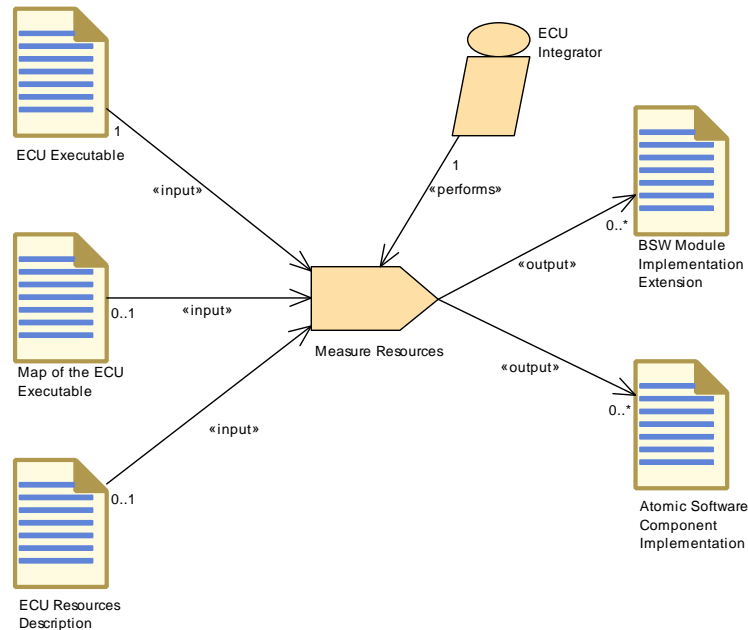 ECU
Integrator
1
ECU Executable
1
«performs»
«input»
0..*
BSW Module
Implementation
Extension
«output»
0..1
«input»
Measure Resources
Map of the ECU
Executable
«output»
0..*
«input»
0..1
Atomic Software
Component
Implementation
ECU Resources
Description